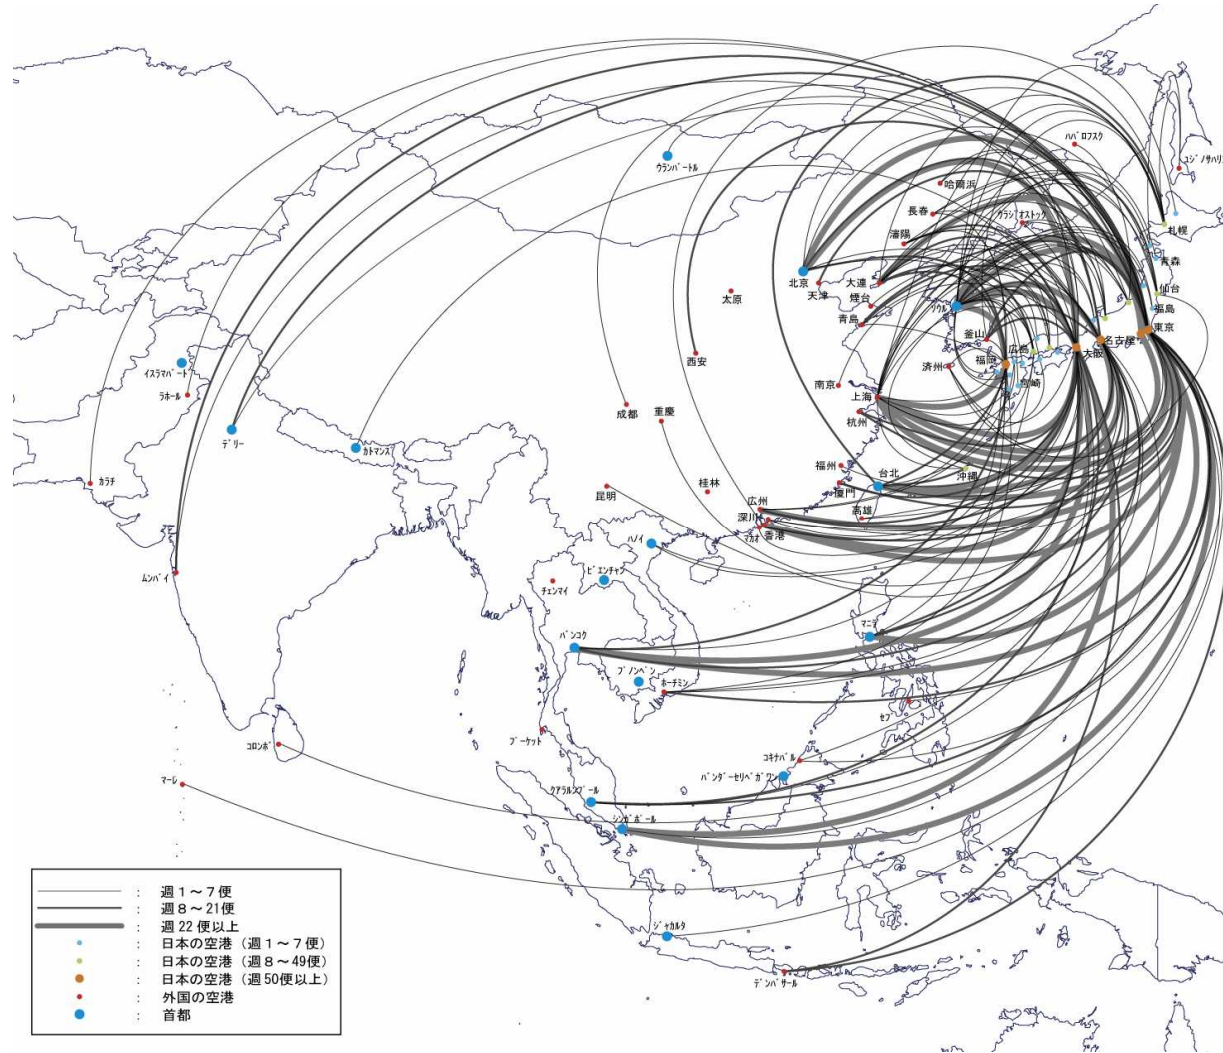 ウランバートル
ハバロフスク
ユジノサハリンスク
哈爾浜
長春
ウラジオストック
瀋陽
札幌
青森
北京
天津
大連
煙台
太原
青島
ソウル
仙台
福島
釜山
東京
名古屋
大阪
広島
福岡
済州
宮崎
西安
南京
上海
杭州
イスラマバード
ラホール
成都
重慶
デリー
カトマンズ
カラチ
福州
台北
沖縄
昆明
桂林
厦門
広州
深川
高雄
マカオ
香港
ハノイ
ムンバイ
チェンマイ
ビエンチャン
マニラ
バンコク
プノンペン
ホーチミン
セブ
プーケット
コロンボ
コキナバル
マーレ
バンダーセリベガワン
クアラルンプール
シンガポール
ジャカルタ
デンパサール
： 週１～７便
： 週８～21便
： 週 22 便以上
： 日本の空港（週１～７便）
： 日本の空港（週８～49便）
： 日本の空港（週 50便以上）
： 外国の空港
： 首都